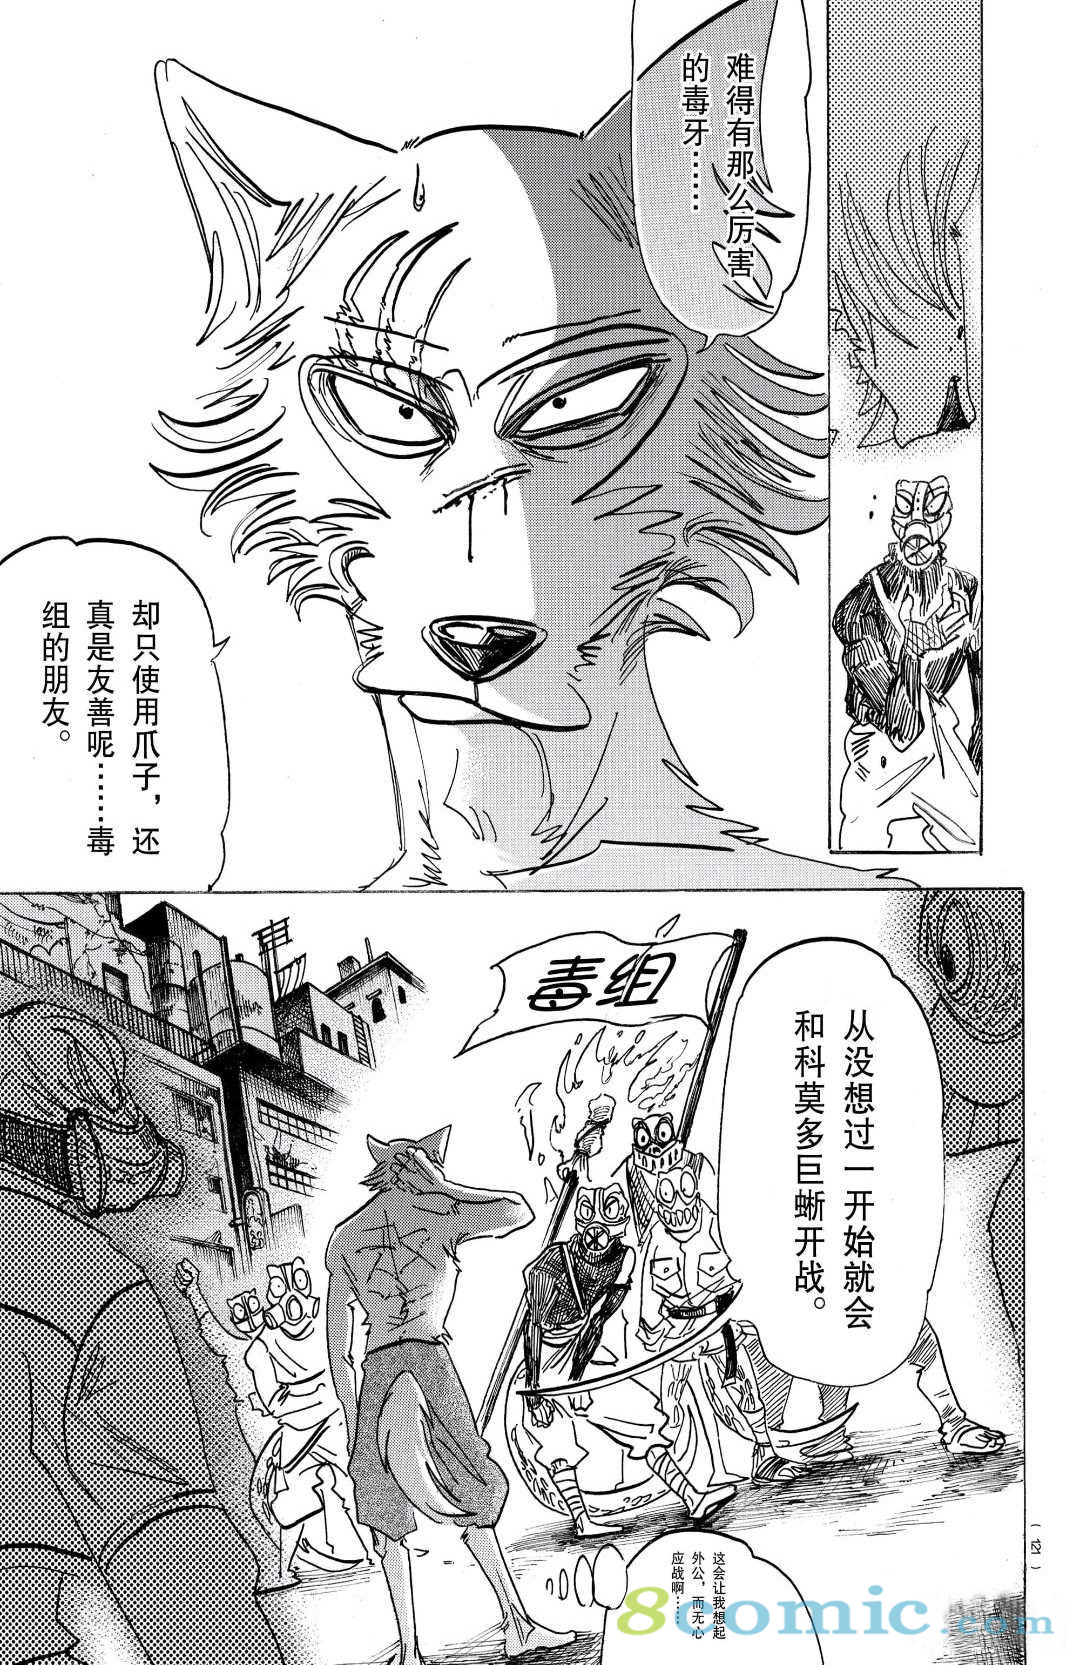 难得有那么厉害
的毒牙……
却只使用爪子，还
真是友善呢……毒
组的朋友。
毒组
从没想过一开始就会
和科莫多巨蜥开战。
这会让我想起
外公，而无心
应战啊……
(121)
8comic.com